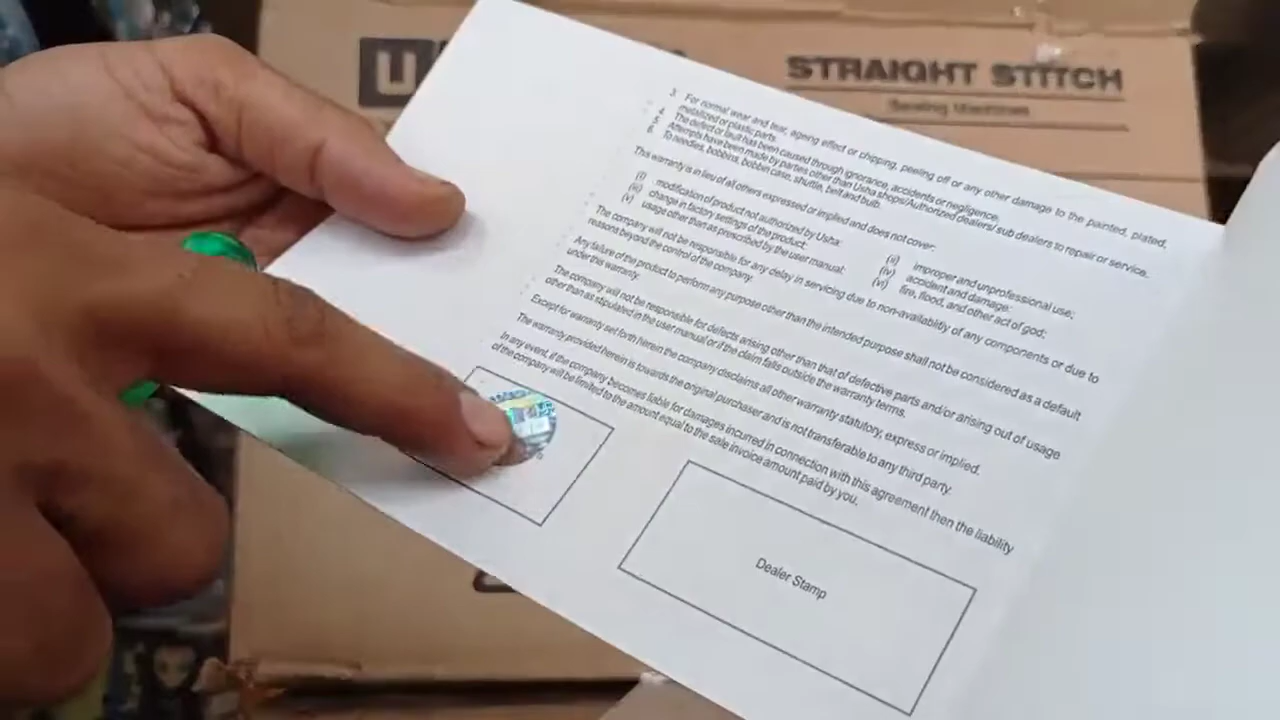 U
STRAIGHT STITCH
Sewing Machines
3. For normal wear and tear, ageing effect or chipping, peeling off or any other damage to the painted, plated,
metalized or plastic parts.
4. The defect or fault has been caused through ignorance, accidents or negligence.
5. Attempts have been made by parties other than Usha shops/Authorized dealers/ sub dealers to repair or service.
6. To needles, bobbins, bobbin case, shuttle, belt and bulb.
This warranty is in lieu of all others expressed or implied and does not cover:
(i) modification of product not authorized by Usha:
(ii) improper and unprofessional use;
(iii) change in factory settings of the product:
(iv) accident and damage:
(v) usage other than as prescribed by the user manual:
(vi) fire, flood, and other act of god:
The company will not be responsible for any delay in servicing due to non-availablitiy of any components or due to
reasons beyond the control of the company.
Any failure of the product to perform any purpose other than the intended purpose shall not be considered as a default
under this warranty.
The company will not be responsible for defects arising other than that of defective parts and/or arising out of usage
other than as stipulated in the user manual or if the claim falls outside the warranty terms.
Except for warranty set forth herein the company disclaims all other warranty statutory, express or implied.
The warranty provided herein is towards the original purchaser and is not transferable to any third party.
In any event, if the company becomes liable for damages incurred in connection with this agreement then the liability
of the company will be limited to the amount equal to the sale invoice amount paid by you.
Dealer Stamp